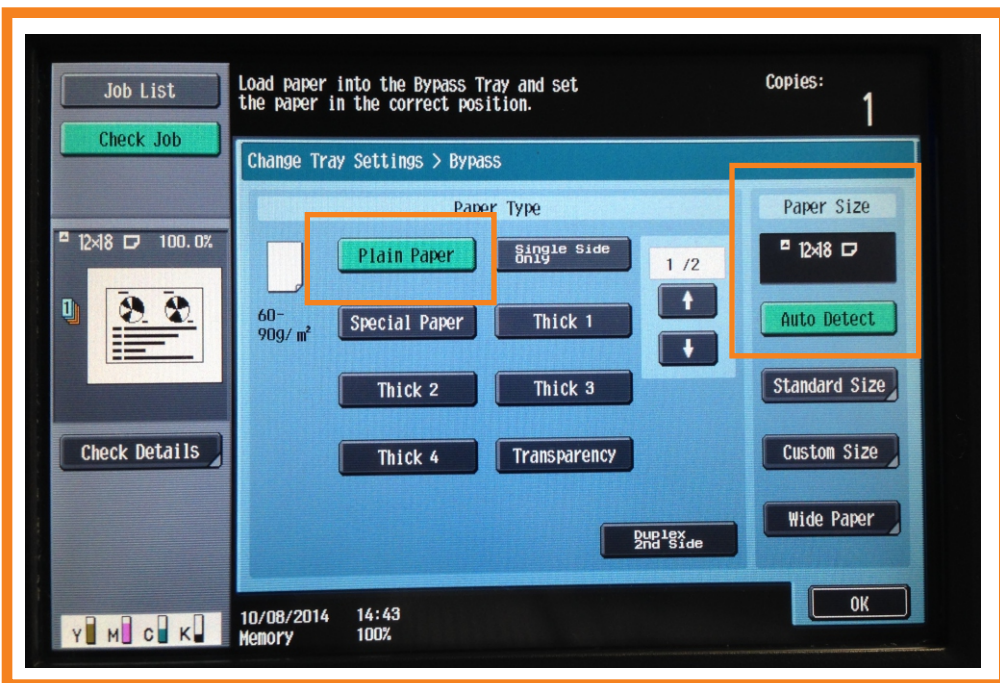 Job List
Check Job
Load paper into the Bypass Tray and set
the paper in the correct position.
Copies:
1
Change Tray Settings > Bypass
Paper Type
Paper Size
12×18 100.0%
1
Plain Paper
Single Side
Only
1 /2
12×18
60-
90g/ m²
Special Paper
Thick 1
Auto Detect
Thick 2
Thick 3
Standard Size
Check Details
Thick 4
Transparency
Custom Size
Duplex
2nd Side
Wide Paper
10/08/2014 14:43
Memory 100%
OK
Y M C K